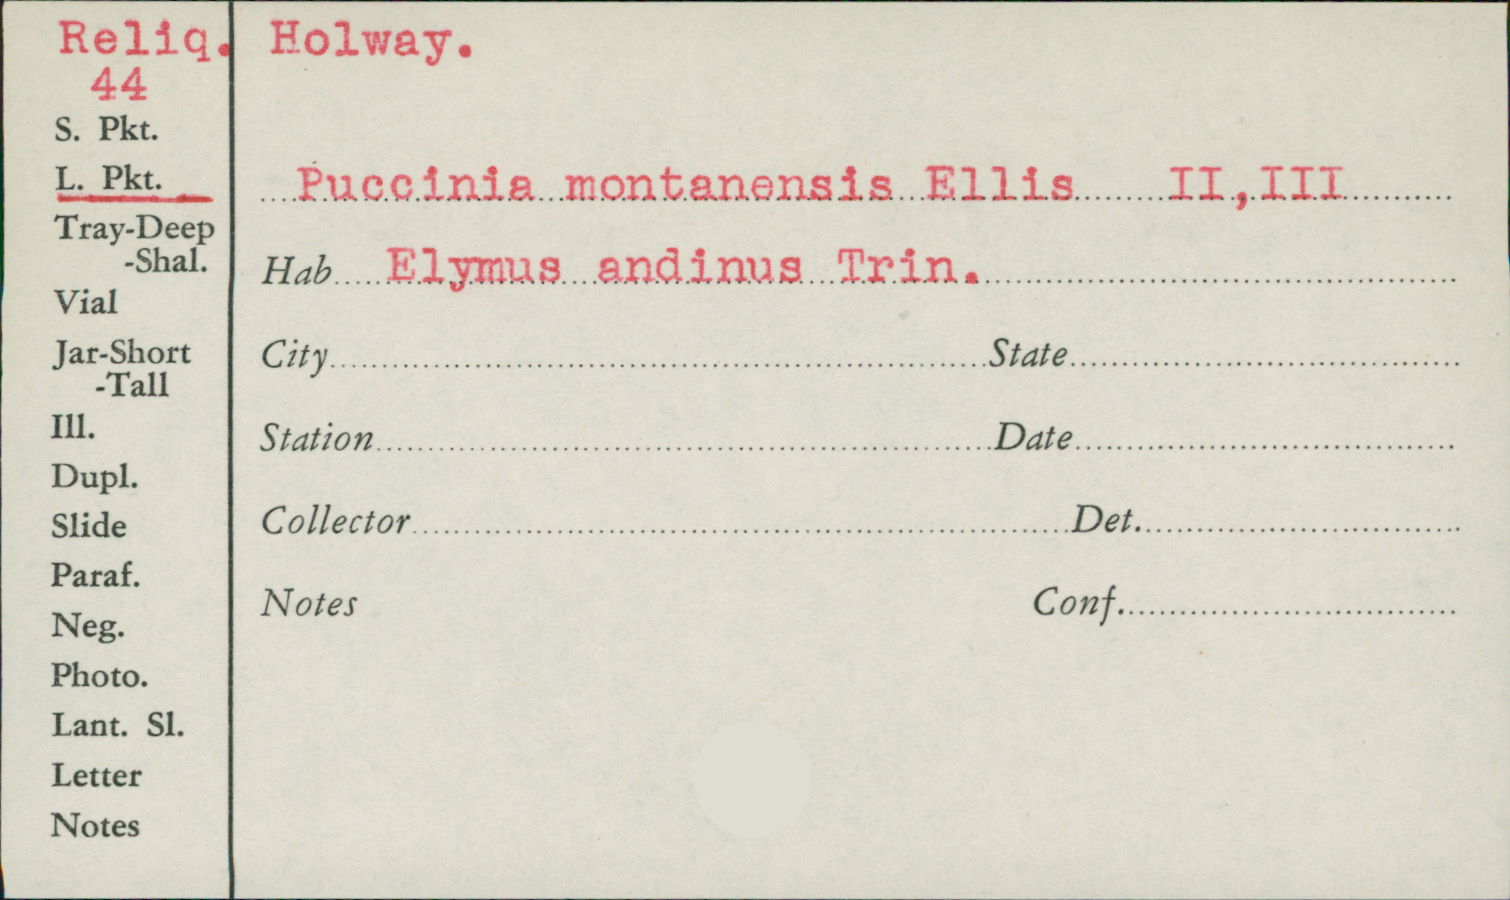 Reliq. Holway.
44
S. Pkt.
L. Pkt.
Tray-Deep
-Shal.
Vial
Jar-Short
-Tall
Ill.
Dupl.
Slide
Paraf.
Neg.
Photo.
Lant. Sl.
Letter
Notes
Puccinia montanensis Ellis II,III
Hab Elymus andinus Trin.
City State
Station Date
Collector Det.
Notes Conf.